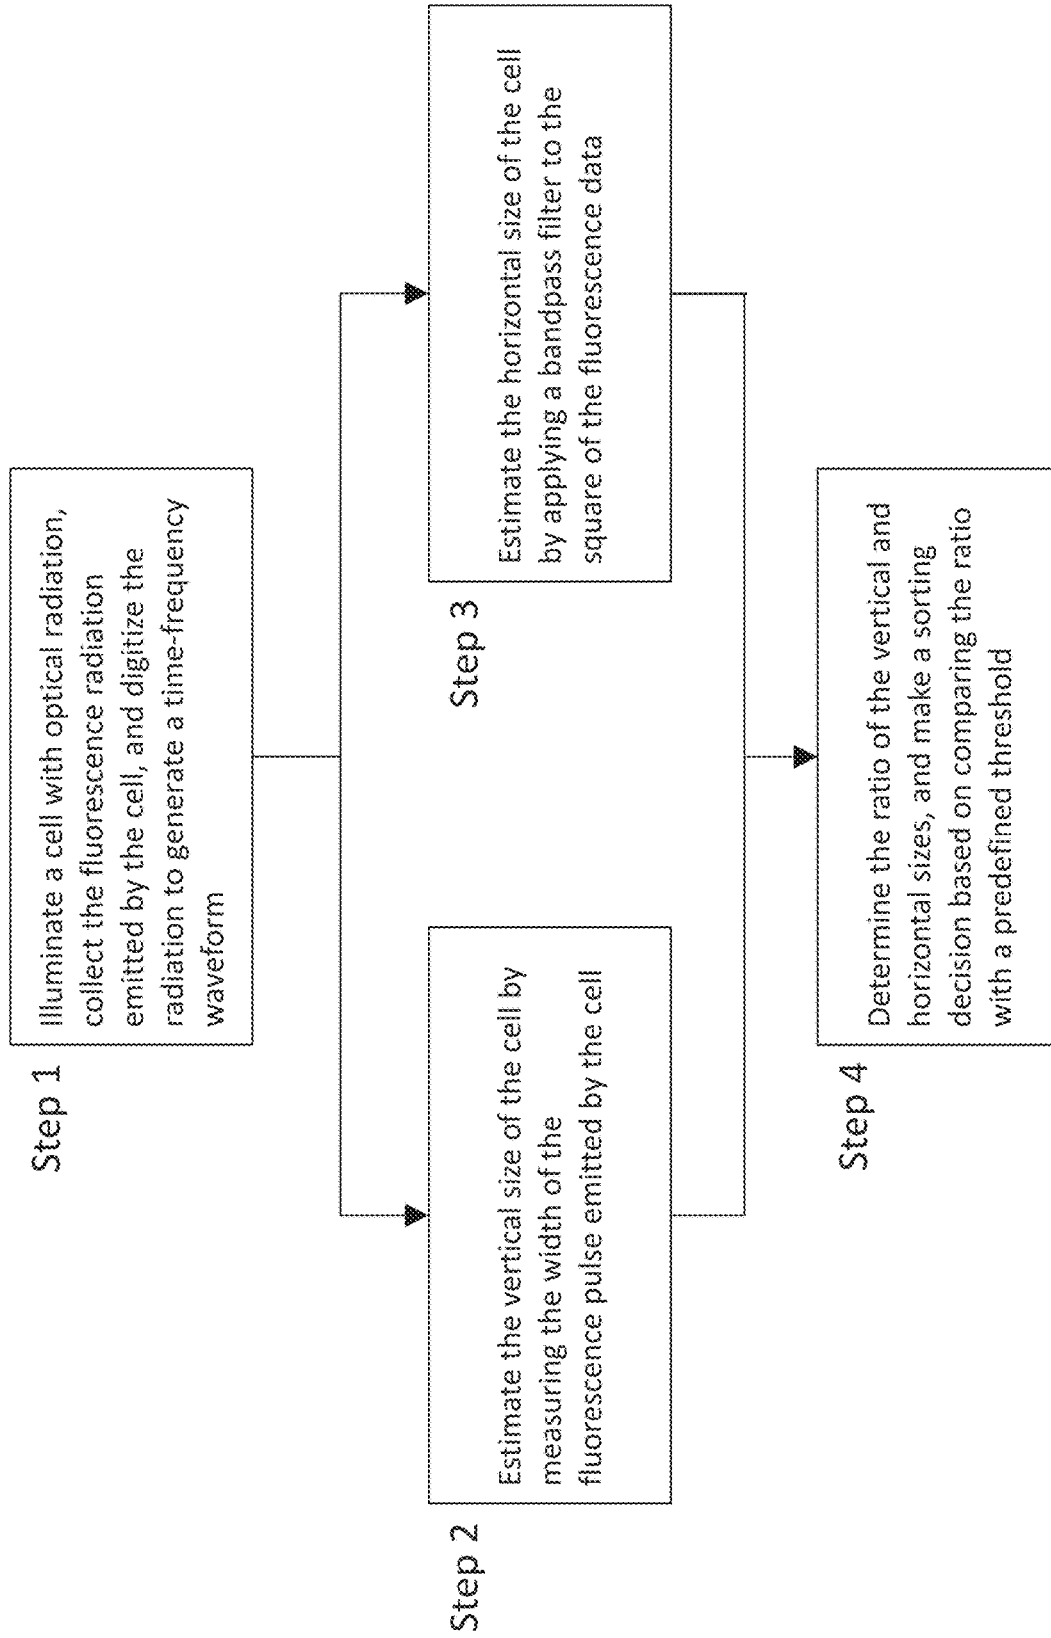 Step 1
Illuminate a cell with optical radiation,
collect the fluorescence radiation
emitted by the cell, and digitize the
radiation to generate a time-frequency
waveform
Step 2
Estimate the vertical size of the cell by
measuring the width of the
fluorescence pulse emitted by the cell
Step 3
Estimate the horizontal size of the cell
by applying a bandpass filter to the
square of the fluorescence data
Step 4
Determine the ratio of the vertical and
horizontal sizes, and make a sorting
decision based on comparing the ratio
with a predefined threshold